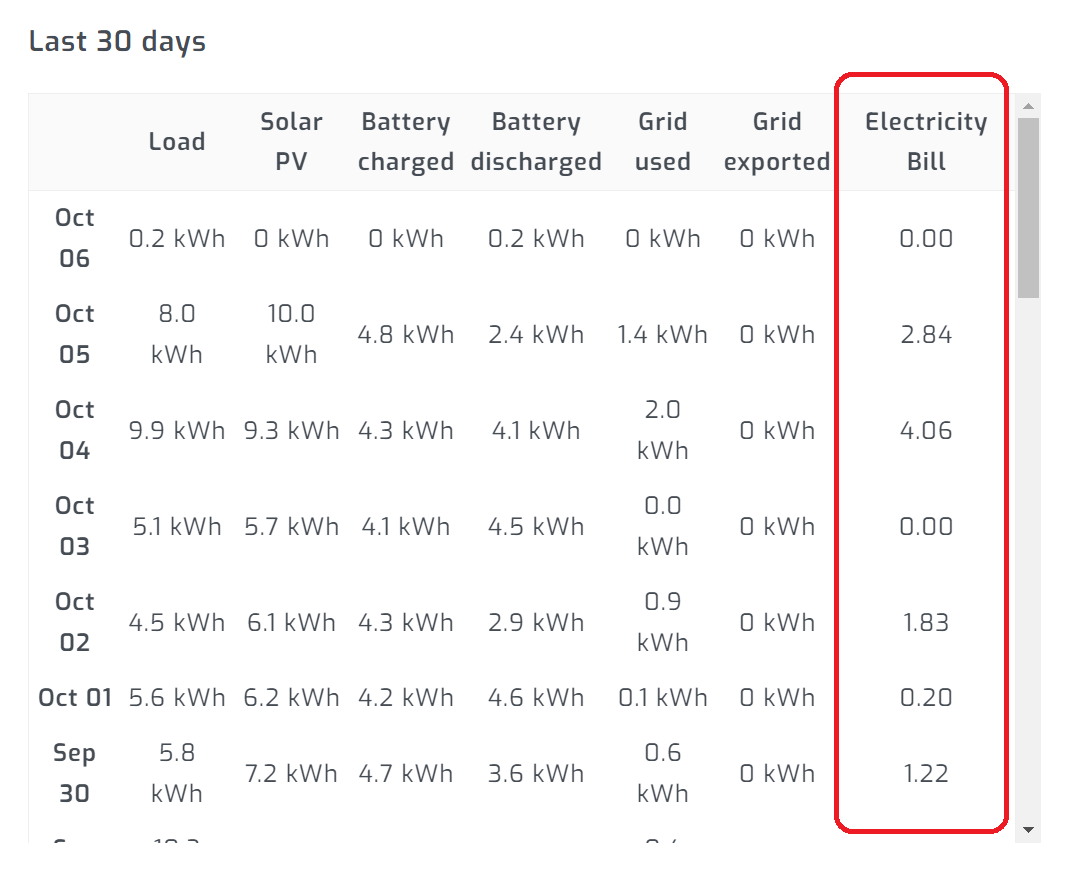 Last 30 days
Load Solar PV Battery charged Battery discharged Grid used Grid exported Electricity Bill
Oct 06 0.2 kWh 0 kWh 0 kWh 0.2 kWh 0 kWh 0 kWh 0.00
Oct 05 8.0 kWh 10.0 kWh 4.8 kWh 2.4 kWh 1.4 kWh 0 kWh 2.84
Oct 04 9.9 kWh 9.3 kWh 4.3 kWh 4.1 kWh 2.0 kWh 0 kWh 4.06
Oct 03 5.1 kWh 5.7 kWh 4.1 kWh 4.5 kWh 0.0 kWh 0 kWh 0.00
Oct 02 4.5 kWh 6.1 kWh 4.3 kWh 2.9 kWh 0.9 kWh 0 kWh 1.83
Oct 01 5.6 kWh 6.2 kWh 4.2 kWh 4.6 kWh 0.1 kWh 0 kWh 0.20
Sep 30 5.8 kWh 7.2 kWh 4.7 kWh 3.6 kWh 0.6 kWh 0 kWh 1.22